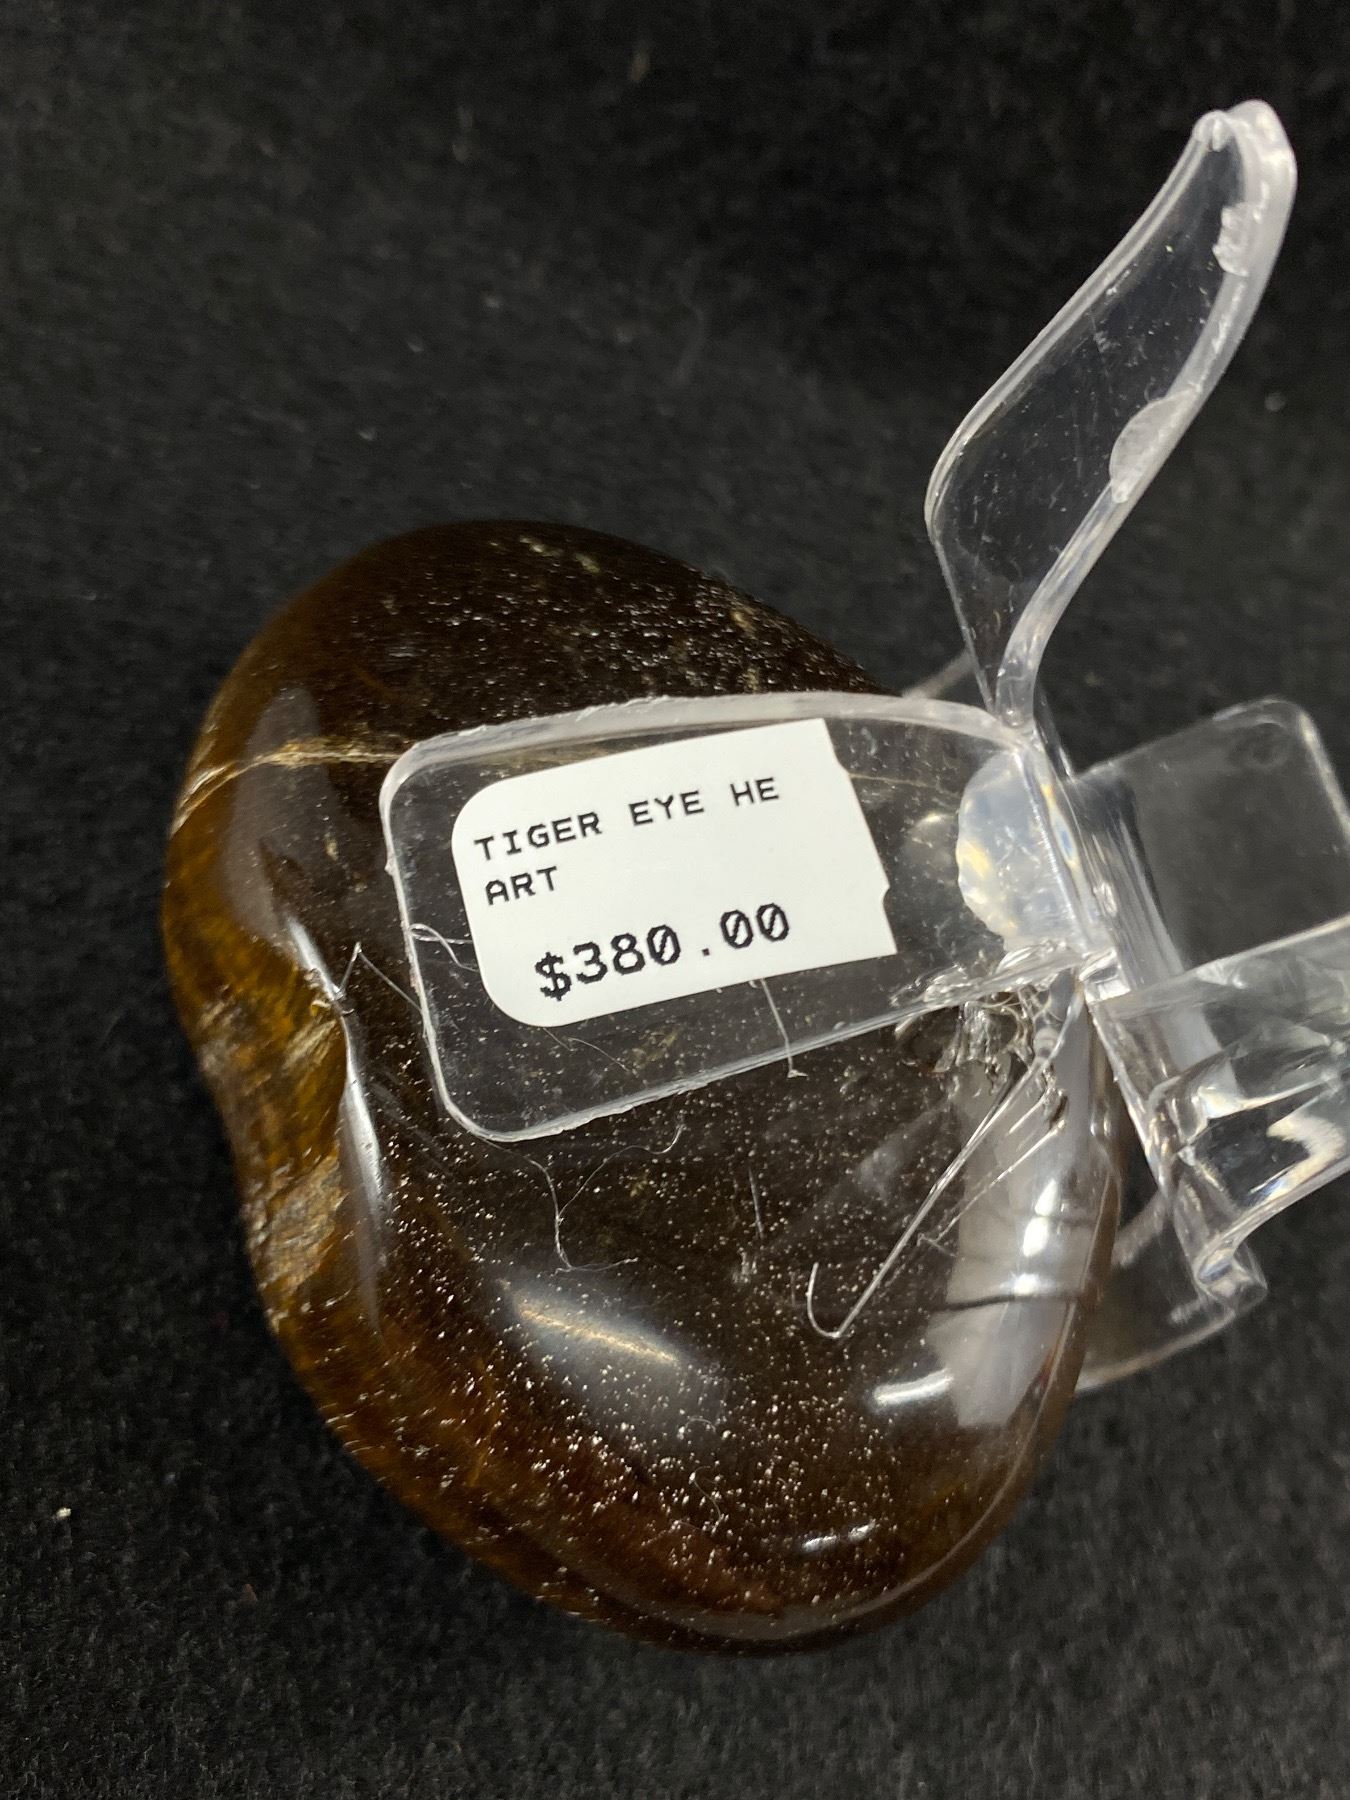 TIGER EYE HE
ART
$380.00